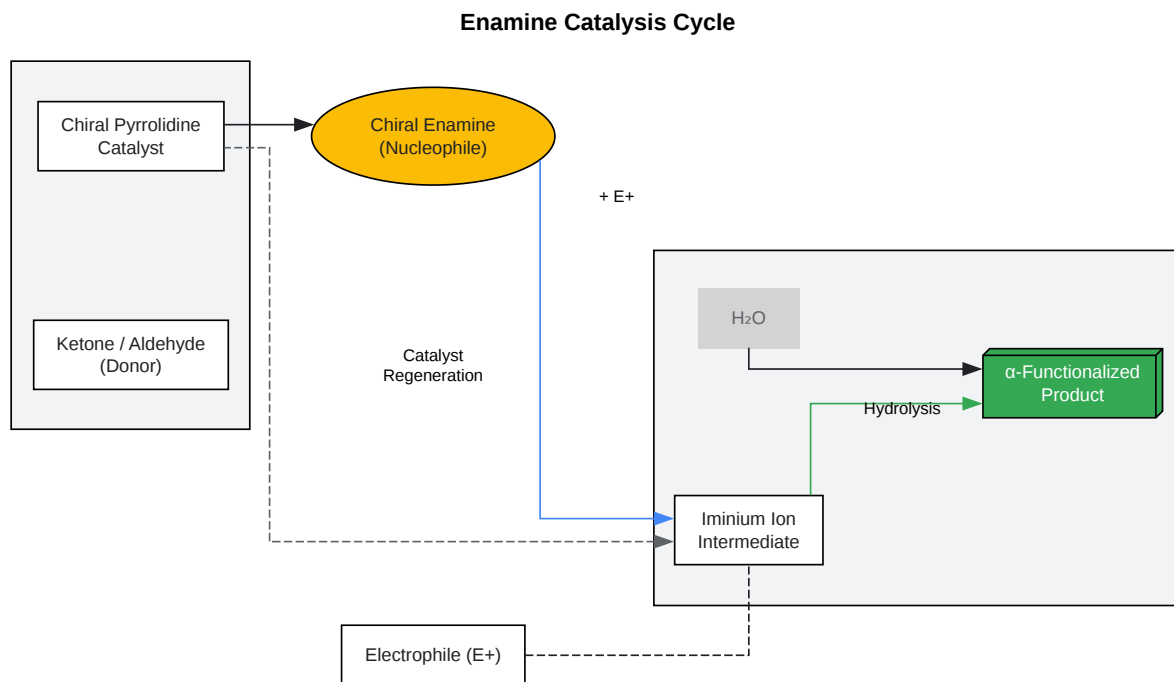 Enamine Catalysis Cycle
Chiral Pyrrolidine
Catalyst
Chiral Enamine
(Nucleophile)
+ E+
H₂O
Ketone / Aldehyde
(Donor)
Catalyst
Regeneration
α-Functionalized
Product
Hydrolysis
Iminium Ion
Intermediate
Electrophile (E+)